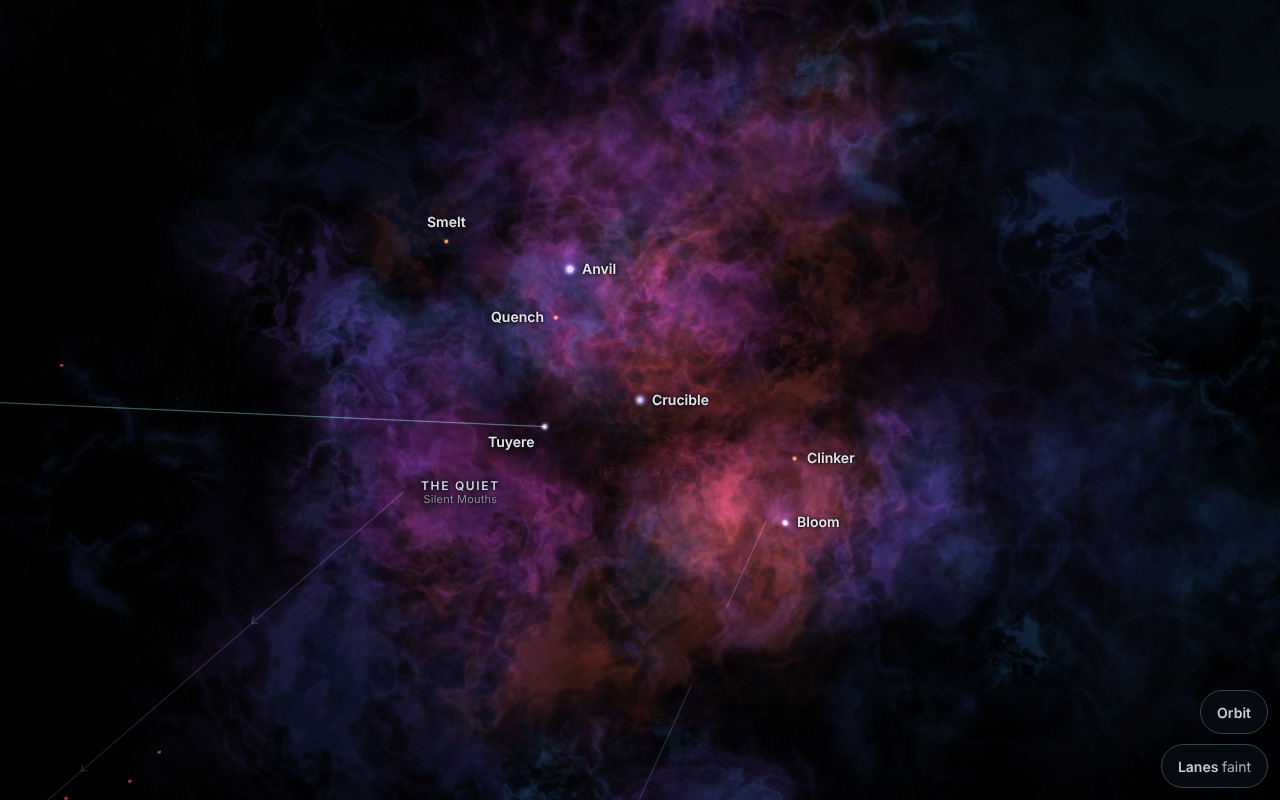 Smelt
Anvil
Quench
Crucible
Tuyere
Clinker
THE QUIET
Silent Mouths
Bloom
Orbit
Lanes faint